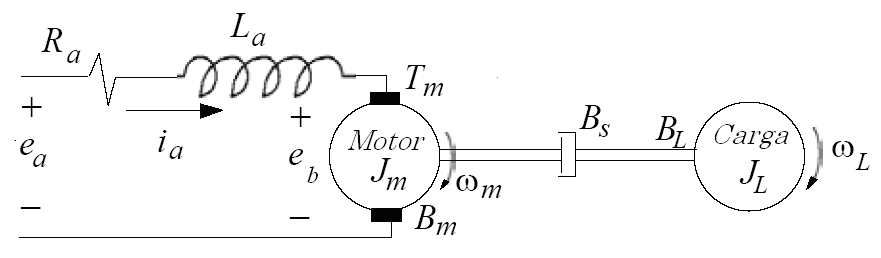 R_a
L_a
+
i_a
e_a
−
+
e_b
−
T_m
Motor
J_m
ω_m
B_m
B_s
B_L
Carga
J_L
ω_L